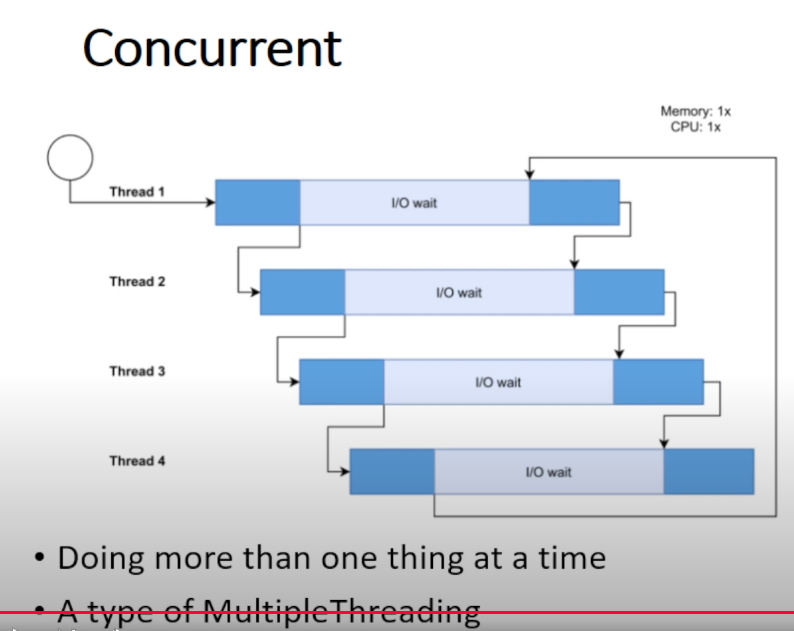 Concurrent
Memory: 1x
CPU: 1x
Thread 1
I/O wait
Thread 2
I/O wait
Thread 3
I/O wait
Thread 4
I/O wait
• Doing more than one thing at a time
• A type of MultipleThreading